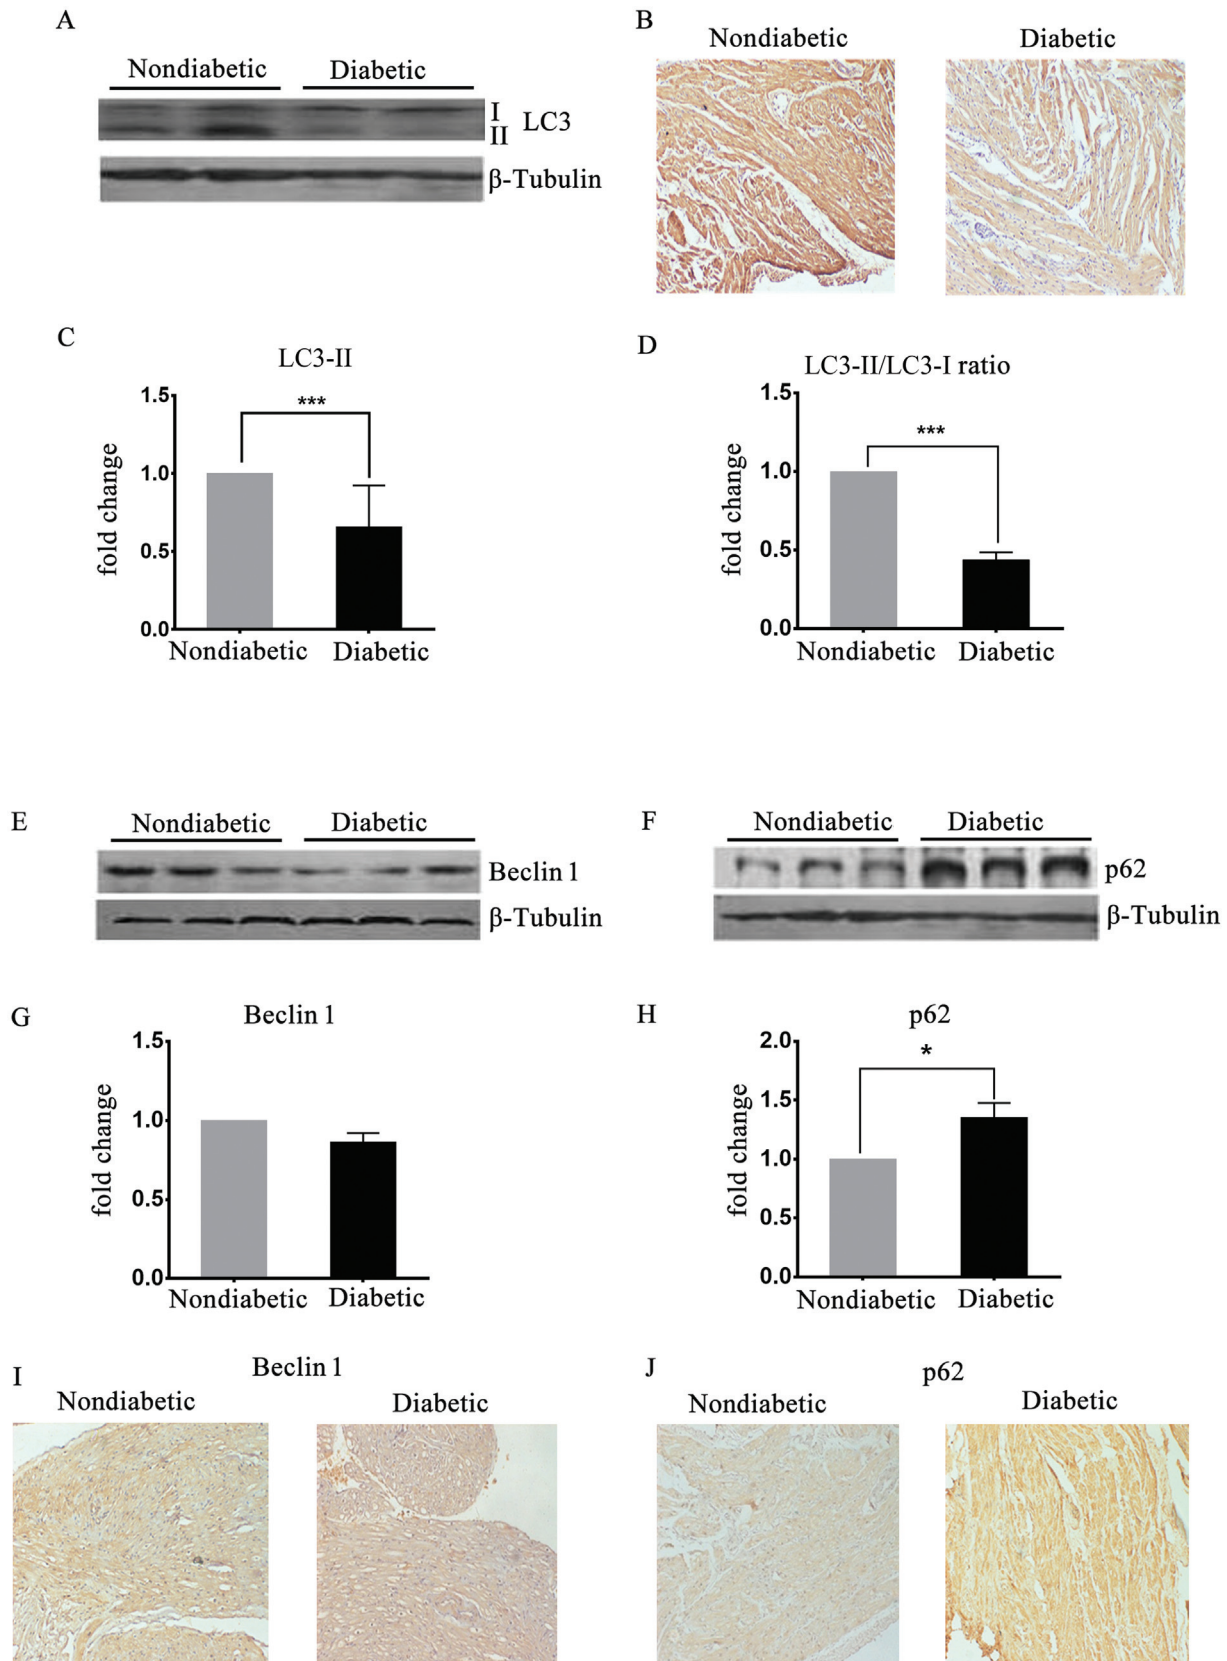 A
Nondiabetic Diabetic
I
II
LC3
β-Tubulin
B
Nondiabetic Diabetic
C
LC3-II
1.5
1.0
0.5
0.0
fold change
***
Nondiabetic Diabetic
D
LC3-II/LC3-I ratio
1.5
1.0
0.5
0.0
fold change
***
Nondiabetic Diabetic
E
Nondiabetic Diabetic
Beclin 1
β-Tubulin
F
Nondiabetic Diabetic
p62
β-Tubulin
G
Beclin 1
1.5
1.0
0.5
0.0
fold change
Nondiabetic Diabetic
H
p62
2.0
1.5
1.0
0.5
0.0
fold change
*
Nondiabetic Diabetic
I
Beclin 1
Nondiabetic Diabetic
J
p62
Nondiabetic Diabetic